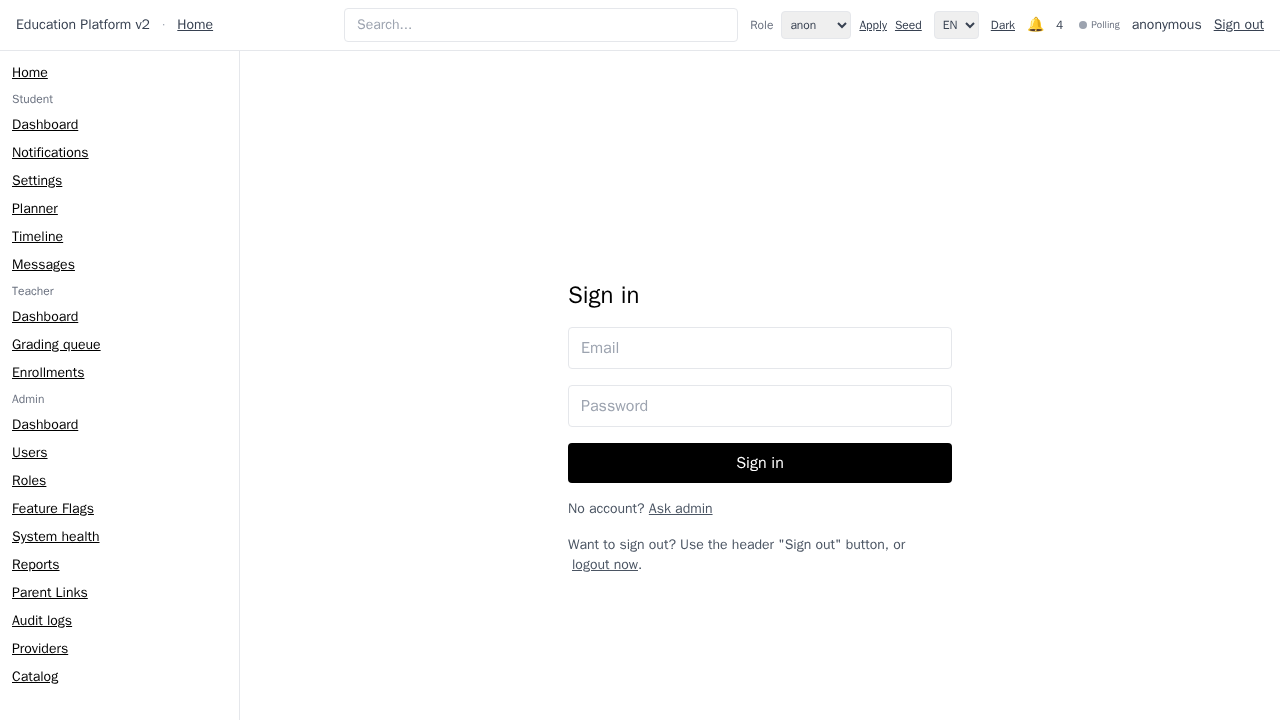 Education Platform v2 · Home
Search...
Role anon Apply Seed EN Dark 🔔 4 Polling anonymous Sign out
Home
Student
Dashboard
Notifications
Settings
Planner
Timeline
Messages
Teacher
Dashboard
Grading queue
Enrollments
Admin
Dashboard
Users
Roles
Feature Flags
System health
Reports
Parent Links
Audit logs
Providers
Catalog
Sign in
Email
Password
Sign in
No account? Ask admin
Want to sign out? Use the header "Sign out" button, or
logout now.